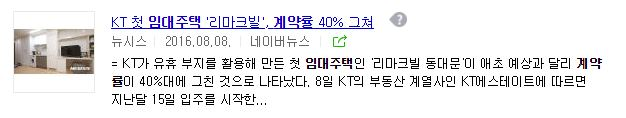 KT 첫 임대주택 '리마크빌', 계약률 40% 그쳐
뉴시스 | 2016.08.08. | 네이버뉴스 |
= KT가 유휴 부지를 활용해 만든 첫 임대주택인 '리마크빌 동대문'이 애초 예상과 달리 계약
률이 40%대에 그친 것으로 나타났다. 8일 KT의 부동산 계열사인 KT에스테이트에 따르면
지난달 15일 입주를 시작한...